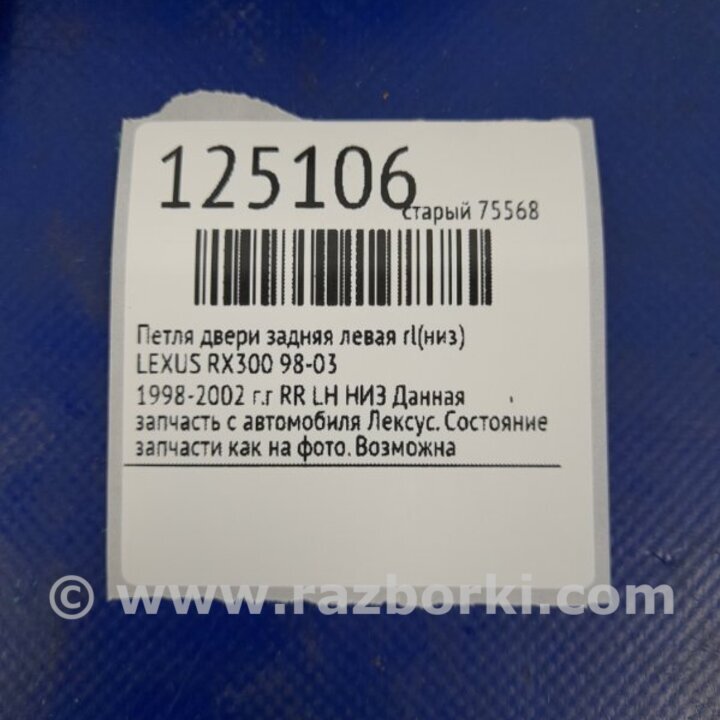 125106
старый 75568
Петля двери задняя левая rl(низ)
LEXUS RX300 98-03
1998-2002 г.г RR LH НИЗ Данная
запчасть с автомобиля Лексус. Состояние
запчасти как на фото. Возможна
© www.razborki.com